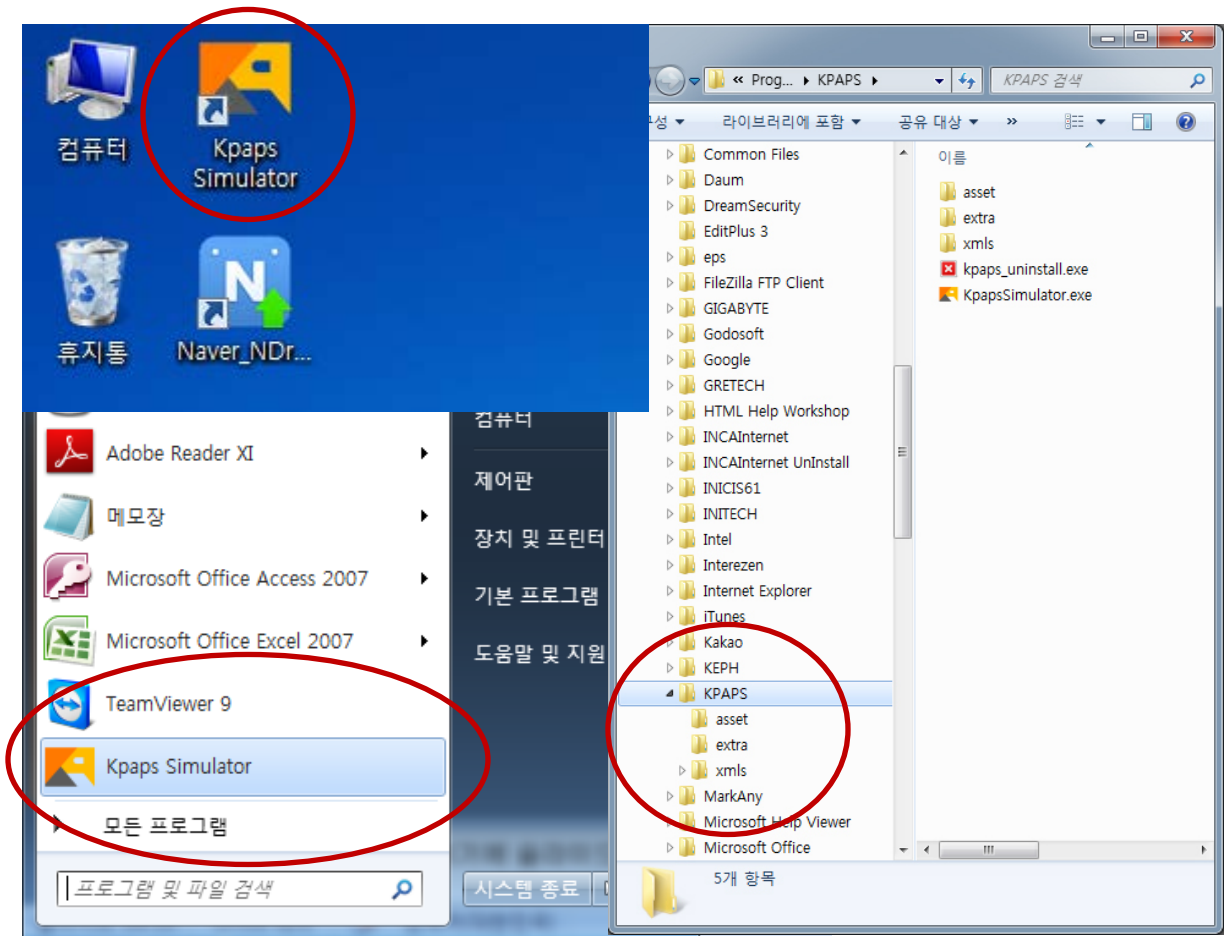 컴퓨터
Kpaps
Simulator
휴지통
Naver_NDr...
Adobe Reader XI
메모장
Microsoft Office Access 2007
Microsoft Office Excel 2007
TeamViewer 9
Kpaps Simulator
모든 프로그램
프로그램 및 파일 검색
컴퓨터
제어판
장치 및 프린터
기본 프로그램
도움말 및 지원
시스템 종료
« Prog... ▸ KPAPS ▸
KPAPS 검색
라이브러리에 포함
공유 대상
»
Common Files
Daum
DreamSecurity
EditPlus 3
eps
FileZilla FTP Client
GIGABYTE
Godosoft
Google
GRETECH
HTML Help Workshop
INCAInternet
INCAInternet UnInstall
INICIS61
INITECH
Intel
Interezen
Internet Explorer
iTunes
Kakao
KEPH
KPAPS
asset
extra
xmls
MarkAny
Microsoft Help Viewer
Microsoft Office
이름
asset
extra
xmls
kpaps_uninstall.exe
KpapsSimulator.exe
5개 항목